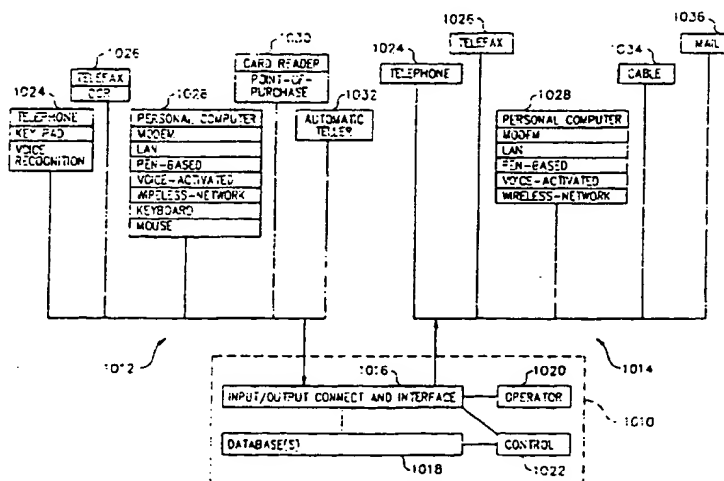 1036
MAIL
1026
TELEFAX
1024
TELEPHONE
1034
CABLE
1030
CARD READER
POINT-OF-
PURCHASE
1026
TELEFAX
OCR
1024
TELEPHONE
KEY PAD
VOICE
RECOGNITION
1028
PERSONAL COMPUTER
MODEM
LAN
PEN-BASED
VOICE-ACTIVATED
WIRELESS-NETWORK
KEYBOARD
MOUSE
1032
AUTOMATIC
TELLER
1028
PERSONAL COMPUTER
MODEM
LAN
PEN-BASED
VOICE-ACTIVATED
WIRELESS-NETWORK
1012
1014
1016
INPUT/OUTPUT CONNECT AND INTERFACE
1020
OPERATOR
1010
DATABASE(S)
1018
CONTROL
1022